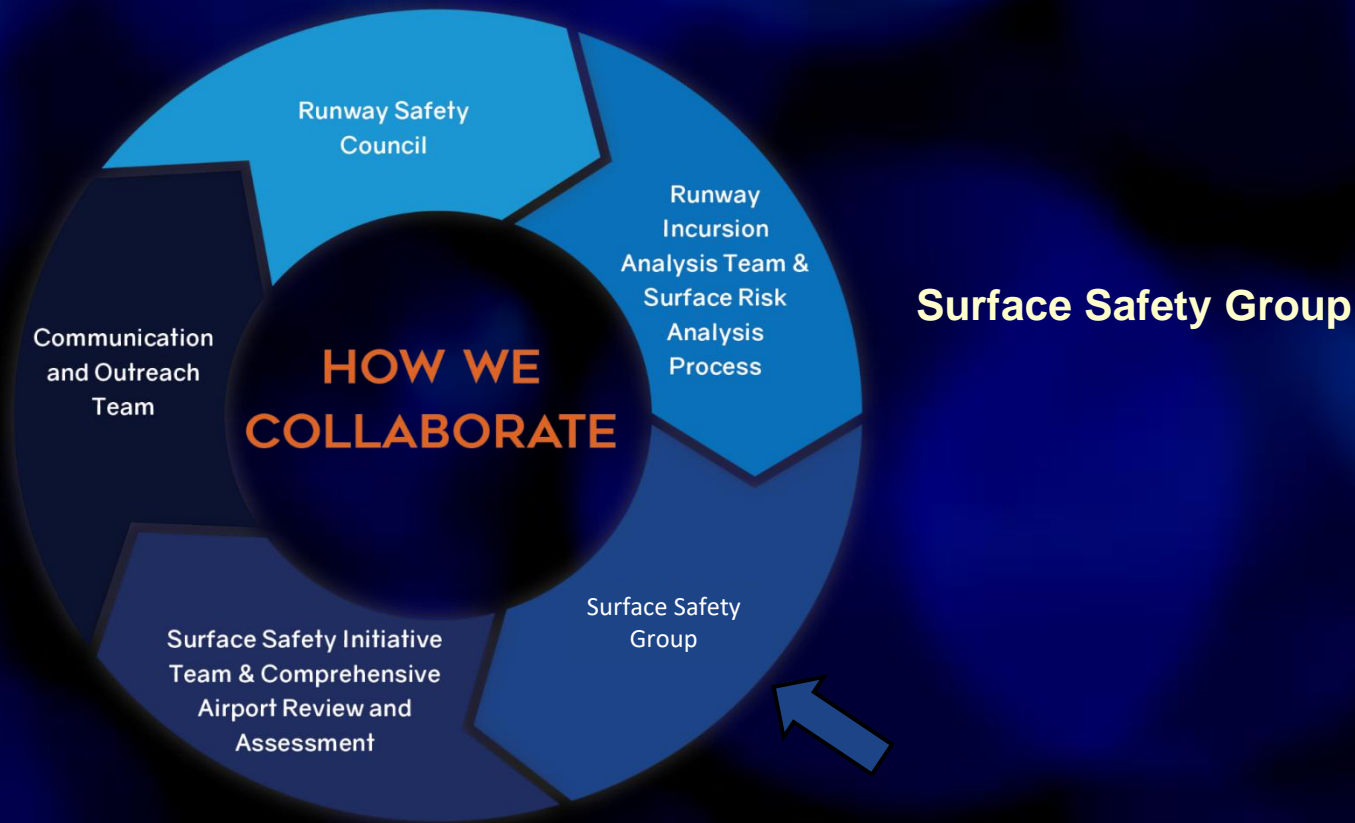 Runway Safety
Council
Runway
Incursion
Analysis Team &
Surface Risk
Analysis
Process
Surface Safety
Group
Surface Safety Initiative
Team & Comprehensive
Airport Review and
Assessment
Communication
and Outreach
Team
HOW WE
COLLABORATE
Surface Safety Group